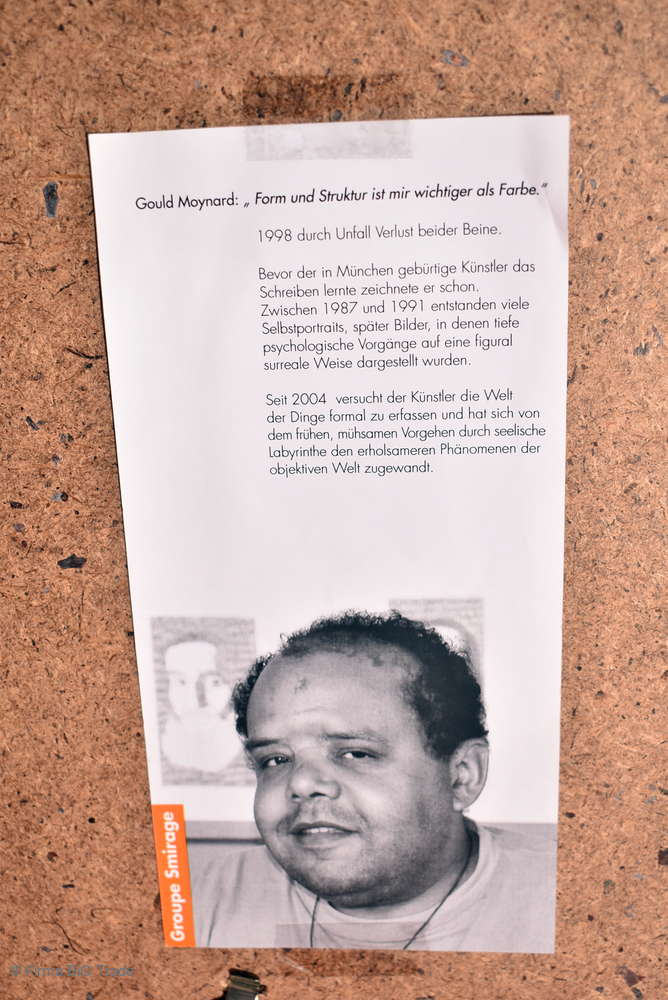 Gould Moynard: „ Form und Struktur ist mir wichtiger als Farbe.“
1998 durch Unfall Verlust beider Beine.
Bevor der in München gebürtige Künstler das
Schreiben lernte zeichnete er schon.
Zwischen 1987 und 1991 entstanden viele
Selbstportraits, später Bilder, in denen tiefe
psychologische Vorgänge auf eine figural
surreale Weise dargestellt wurden.
Seit 2004 versucht der Künstler die Welt
der Dinge formal zu erfassen und hat sich von
dem frühen, mühsamen Vorgehen durch seelische
Labyrinthe den erholsameren Phänomenen der
objektiven Welt zugewandt.
Groupe Smirage